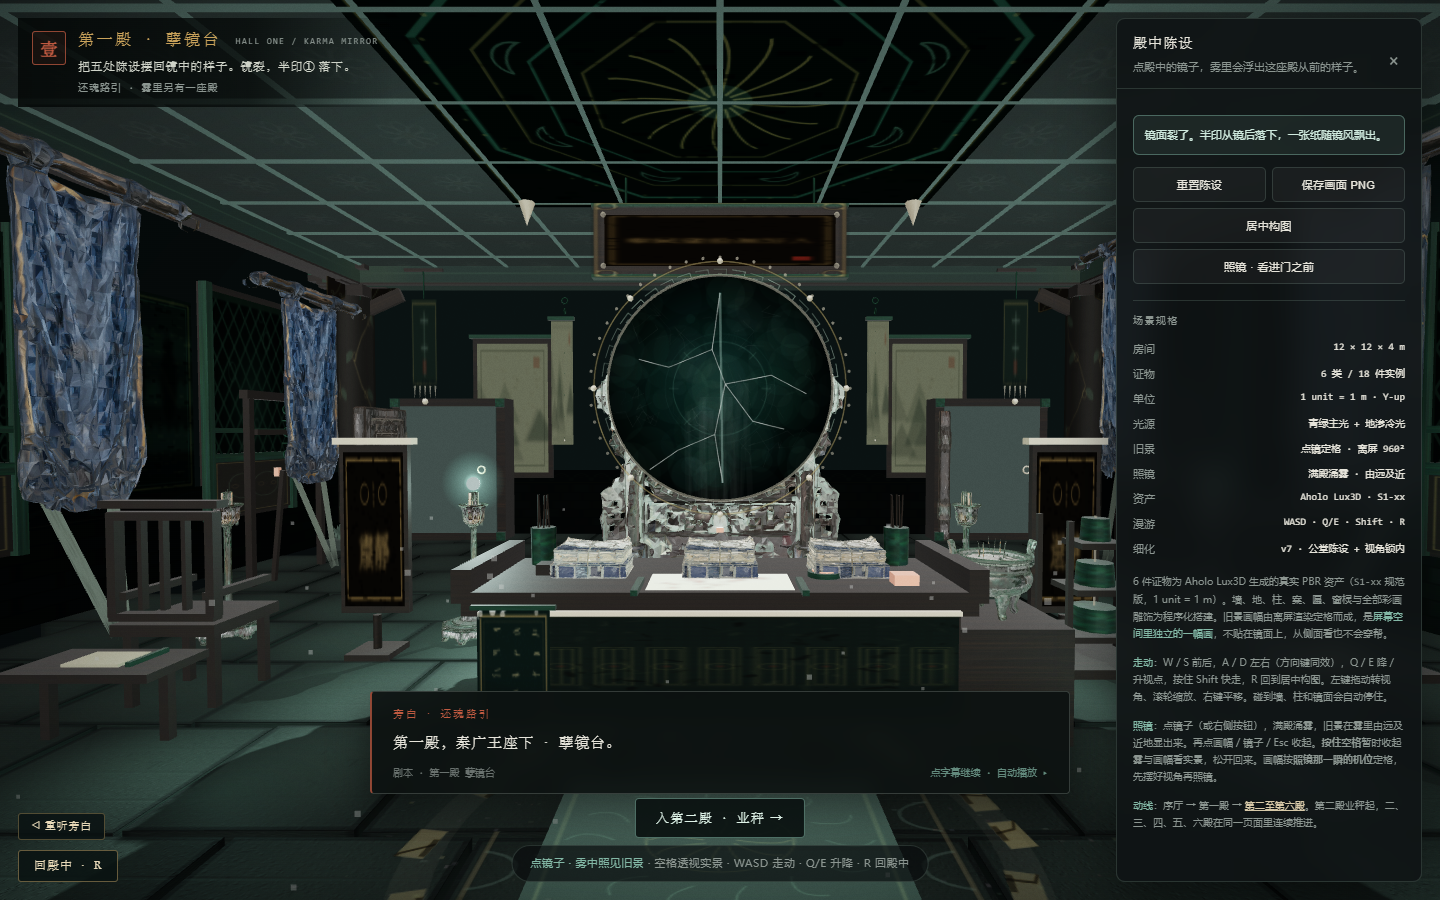 壹
第一殿 · 孽镜台 HALL ONE / KARMA MIRROR
把五处陈设摆回镜中的样子。镜裂，半印① 落下。
还魂路引 · 雾里另有一座殿
殿中陈设
点殿中的镜子，雾里会浮出这座殿从前的样子。
×
镜面裂了。半印从镜后落下，一张纸随镜风飘出。
重置陈设
保存画面 PNG
居中构图
照镜 · 看进门之前
场景规格
房间 12 × 12 × 4 m
证物 6 类 / 18 件实例
单位 1 unit = 1 m · Y-up
光源 青绿主光 + 地渗冷光
旧景 点镜定格 · 离屏 960²
照镜 满殿涌雾 · 由远及近
资产 Aholo Lux3D · S1-xx
漫游 WASD · Q/E · Shift · R
细化 v7 · 公堂陈设 + 视角锁内
6 件证物为 Aholo Lux3D 生成的真实 PBR 资产（S1-xx 规范
版，1 unit = 1 m）。墙、地、柱、案、匾、窗棂与全部彩画
雕饰为程序化搭建。旧景画幅由离屏渲染定格而成，是屏幕空
间里独立的一幅画，不贴在镜面上，从侧面看也不会穿帮。
走动：W / S 前后，A / D 左右（方向键同效），Q / E 降 /
升视点，按住 Shift 快走，R 回到居中构图。左键拖动转视
角、滚轮缩放、右键平移。碰到墙、柱和镜面会自动停住。
照镜：点镜子（或右侧按钮），满殿涌雾，旧景在雾里由远及
近地显出来。再点画幅 / 镜子 / Esc 收起。按住空格暂时收起
雾与画幅看实景，松开回来。画幅按照镜那一瞬的机位定格，
先摆好视角再照镜。
动线：序厅 → 第一殿 → 第二至第六殿。第二殿业秤起，二、
三、四、五、六殿在同一页面里连续推进。
旁白 · 还魂路引
第一殿，秦广王座下 · 孽镜台。
剧本 · 第一殿 孽镜台
点字幕继续 · 自动播放 ▸
入第二殿 · 业秤 →
◁ 重听旁白
回殿中 · R
点镜子 · 雾中照见旧景 · 空格透视实景 · WASD 走动 · Q/E 升降 · R 回殿中